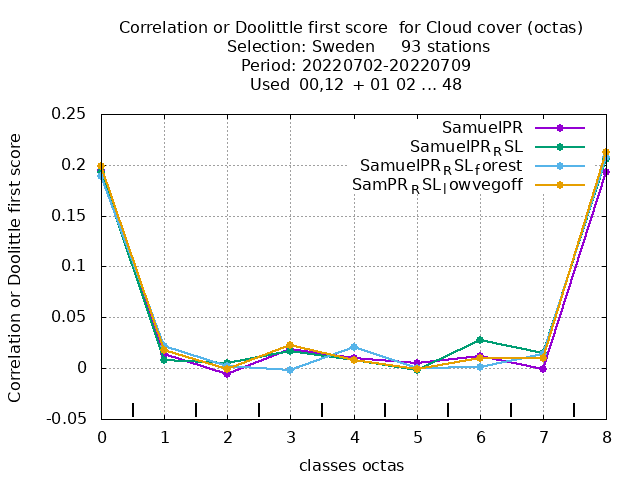 Correlation or Doolittle first score  for Cloud cover (octas)
Selection: Sweden     93 stations
Period: 20220702-20220709
Used  00,12  + 01 02 ... 48
Correlation or Doolittle first score
0.25
0.2
0.15
0.1
0.05
0
-0.05
SamuelPR
SamuelPR_RSL
SamuelPR_RSL_forest
SamPR_RSL_lowvegoff
0 1 2 3 4 5 6 7 8
classes octas